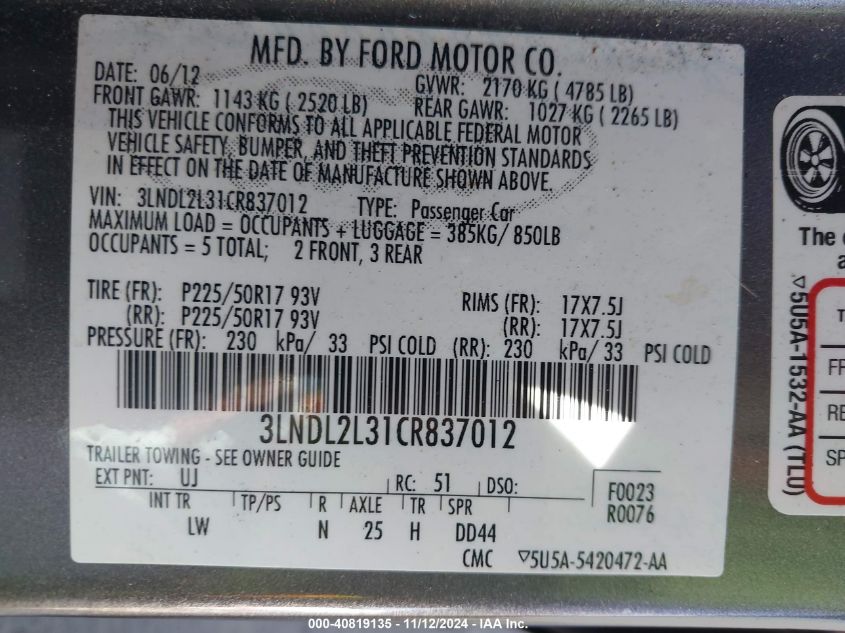 MFD. BY FORD MOTOR CO.
DATE: 06/12 GVWR: 2170 KG ( 4785 LB)
FRONT GAWR: 1143 KG ( 2520 LB) REAR GAWR: 1027 KG ( 2265 LB)
THIS VEHICLE CONFORMS TO ALL APPLICABLE FEDERAL MOTOR
VEHICLE SAFETY, BUMPER, AND THEFT PREVENTION STANDARDS
IN EFFECT ON THE DATE OF MANUFACTURE SHOWN ABOVE.
VIN: 3LNDL2L31CR837012 TYPE: Passenger Car
MAXIMUM LOAD = OCCUPANTS + LUGGAGE = 385KG/ 850LB
OCCUPANTS = 5 TOTAL; 2 FRONT, 3 REAR
TIRE (FR): P225/50R17 93V RIMS (FR): 17X7.5J
(RR): P225/50R17 93V (RR): 17X7.5J
PRESSURE (FR): 230 kPa/ 33 PSI COLD (RR): 230 kPa/ 33 PSI COLD
3LNDL2L31CR837012
TRAILER TOWING - SEE OWNER GUIDE
EXT PNT: UJ RC: 51 DSO: F0023
R0076
INT TR TP/PS R AXLE TR SPR
LW N 25 H DD44
CMC ▽5U5A-5420472-AA
The
▽5U5A-1532-AA (TLU)
000-40819135 - 11/12/2024 - IAA Inc.